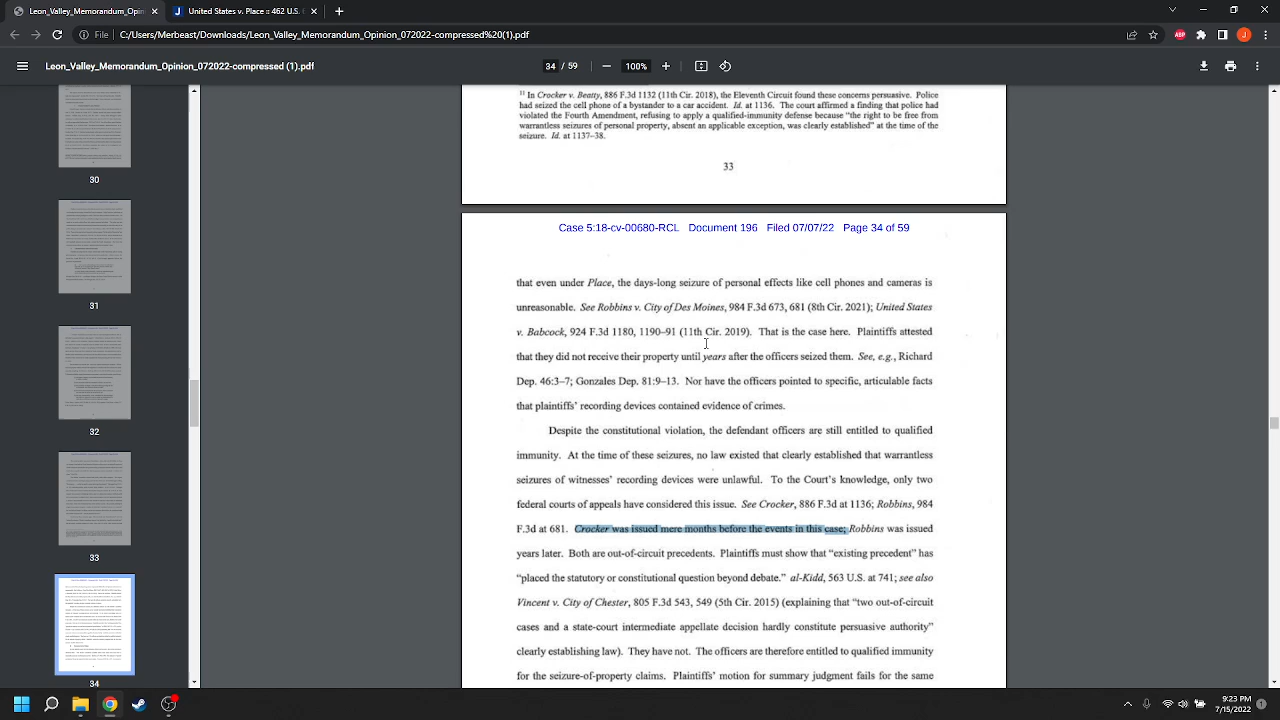 Mercead v. Place 462 U.S.
C:/Users/Mercead/Downloads/Leon_Valley_Memorandum_Opinion_072022-compressed%20(1).pdf
Leon_Valley_Memorandum_Opinion_072022-compressed (1).pdf
34 / 59
100%
11 In Crocker v. Beatty, 886 F.3d 1132 (11th Cir. 2018), the Eleventh Circuit found these concerns persuasive. Police
had seized the cell phone of a bystander to a car accident. Id. at 1136. The court affirmed a finding that police had
violated the Fourth Amendment, refusing to apply a qualified-immunity defense because “the right to be free from
warrantless seizures of personal property, absent an applicable exception, was clearly established” at the time of the
seizure. Id. at 1137–38.
33
Case 5:18-cv-00680-RCL Document 196 Filed 07/07/22 Page 34 of 59
that even under Place, the days-long seizure of personal effects like cell phones and cameras is
unreasonable. See Robbins v. City of Des Moines, 984 F.3d 673, 681 (8th Cir. 2021); United States
v. Babcock, 924 F.3d 1180, 1190–91 (11th Cir. 2019). That is the case here. Plaintiffs attested
that they did not receive their property until years after the officers seized them. See, e.g., Richard
Dep. 46:3–7; Gonzales Dep. 81:9–13. Nor have the officers pointed to specific, articulable facts
that plaintiffs’ recording devices contained evidence of crimes.
Despite the constitutional violation, the defendant officers are still entitled to qualified
immunity. At the time of these seizures, no law existed that clearly established that warrantless
seizures of witnesses’ recording devices were unlawful. To the Court’s knowledge, only two
federal courts of appeals have considered this issue. See Crocker, 886 F.3d at 1136; Robbins, 984
F.3d at 681. Crocker was issued mere months before the events in this case; Robbins was issued
years later. Both are out-of-circuit precedents. Plaintiffs must show that “existing precedent” has
“placed the statutory or constitutional question beyond debate.” al-Kidd, 563 U.S. at 741; see also
Vincent v. City of Chester, 805 F.3d 543, 549 (5th Cir. 2015) (explaining that “two out-of-circuit
cases and a state-court intermediate appellate decision hardly constitute persuasive authority”
clearly establishing law). They have not. The officers are therefore entitled to qualified immunity
for the seizure-of-property claims. Plaintiffs’ motion for summary judgment fails for the same
30
31
32
33
34
9:23 PM
7/15/2022